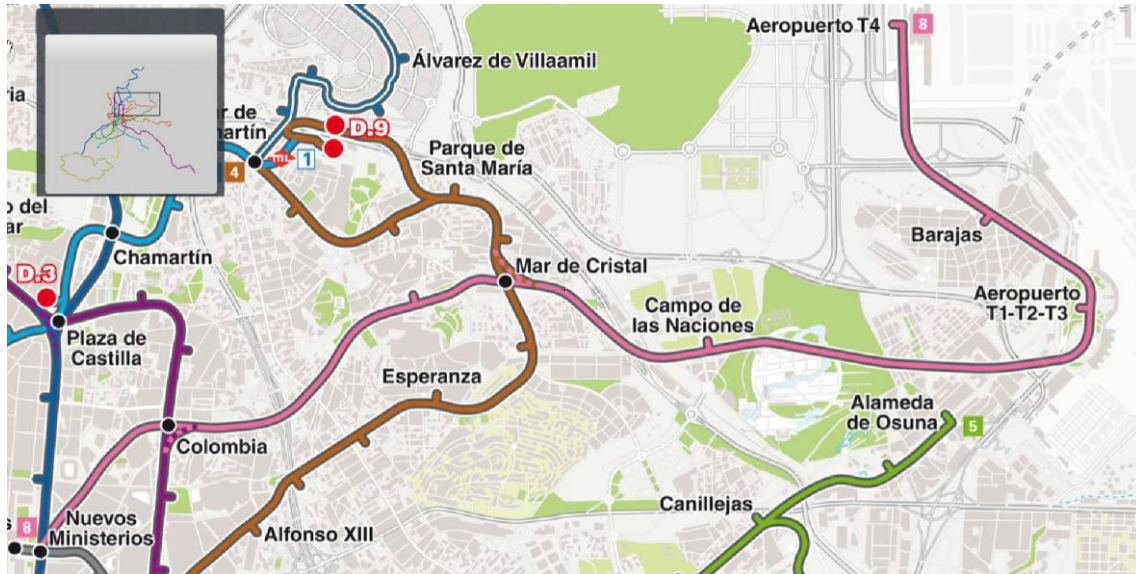 Aeropuerto T4
8
Álvarez de Villaamil
D.9
1
mL
4
Parque de
Santa María
Chamartín
Barajas
Mar de Cristal
D.3
Campo de
las Naciones
Aeropuerto
T1-T2-T3
Plaza de
Castilla
Esperanza
Alameda
de Osuna
5
Colombia
Canillejas
8
Nuevos
Ministerios
Alfonso XIII